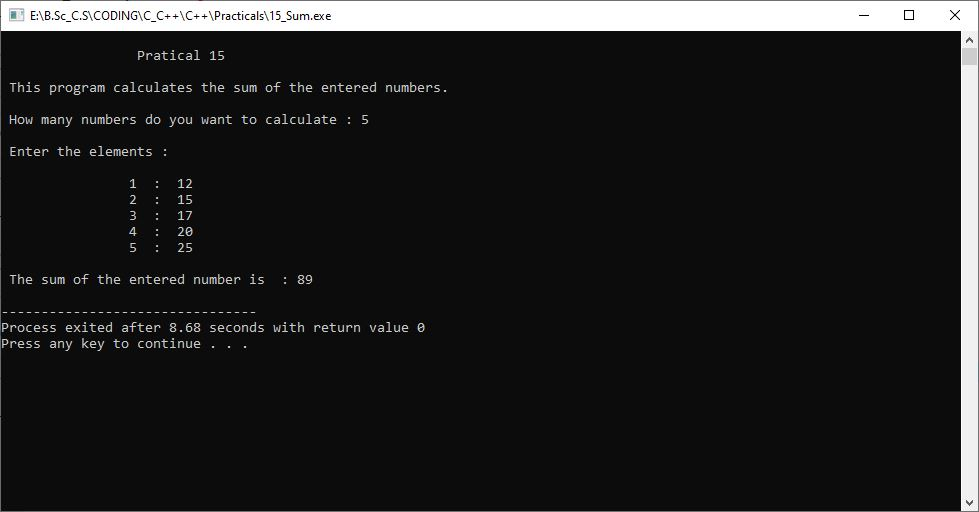 E:\B.Sc_C.S\CODING\C_C++\C++\Practicals\15_Sum.exe
Pratical 15
This program calculates the sum of the entered numbers.
How many numbers do you want to calculate : 5
Enter the elements :
1 : 12
2 : 15
3 : 17
4 : 20
5 : 25
The sum of the entered number is  : 89
--------------------------------
Process exited after 8.68 seconds with return value 0
Press any key to continue . . .